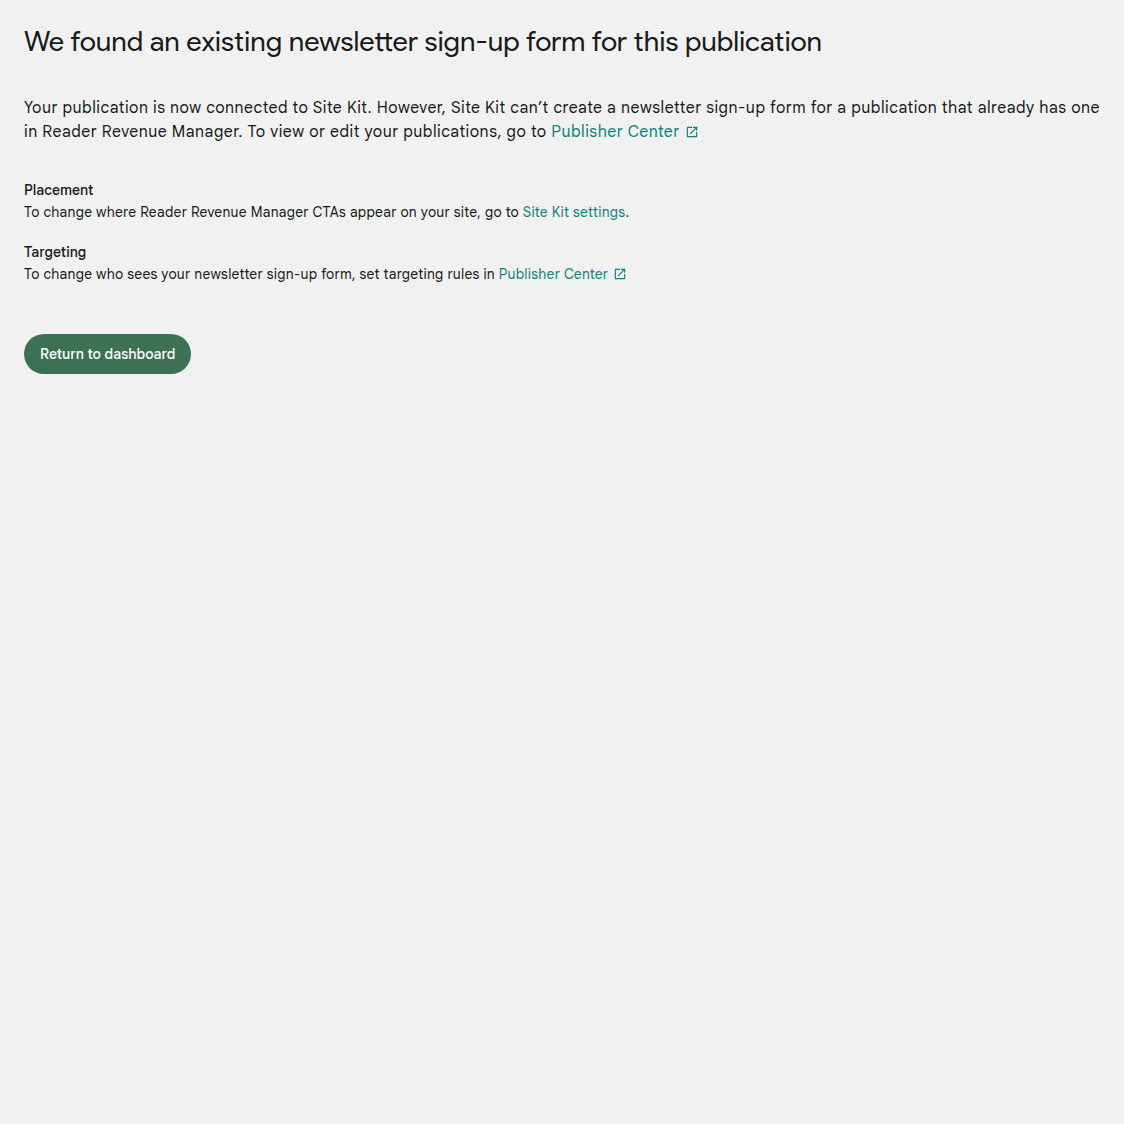 We found an existing newsletter sign-up form for this publication
Your publication is now connected to Site Kit. However, Site Kit can’t create a newsletter sign-up form for a publication that already has one
in Reader Revenue Manager. To view or edit your publications, go to Publisher Center
Placement
To change where Reader Revenue Manager CTAs appear on your site, go to Site Kit settings.
Targeting
To change who sees your newsletter sign-up form, set targeting rules in Publisher Center
Return to dashboard